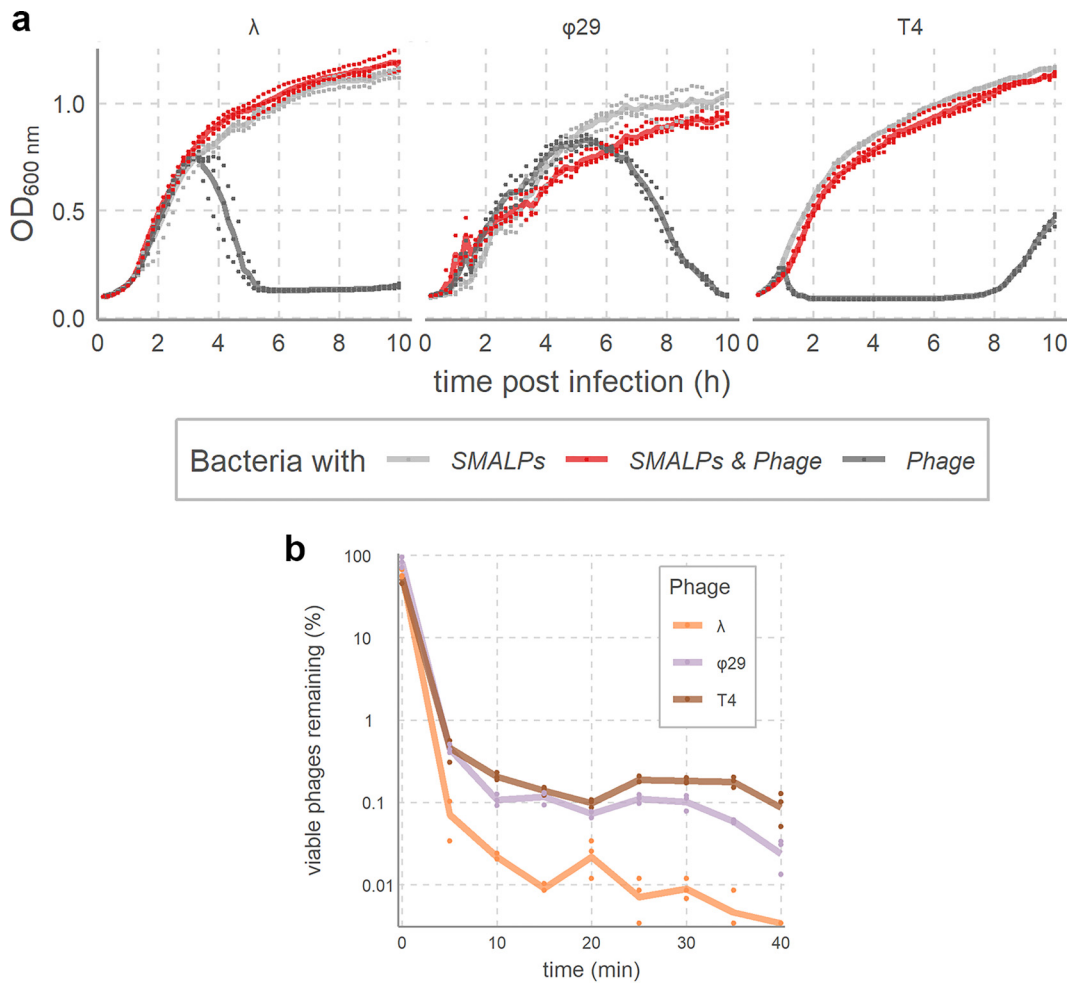 a
λ φ29 T4
OD600 nm
1.0
0.5
0.0
0 2 4 6 8 10 0 2 4 6 8 10 0 2 4 6 8 10
time post infection (h)
Bacteria with SMALPs SMALPs & Phage Phage
b
viable phages remaining (%)
100
10
1
0.1
0.01
Phage
λ
φ29
T4
0 10 20 30 40
time (min)